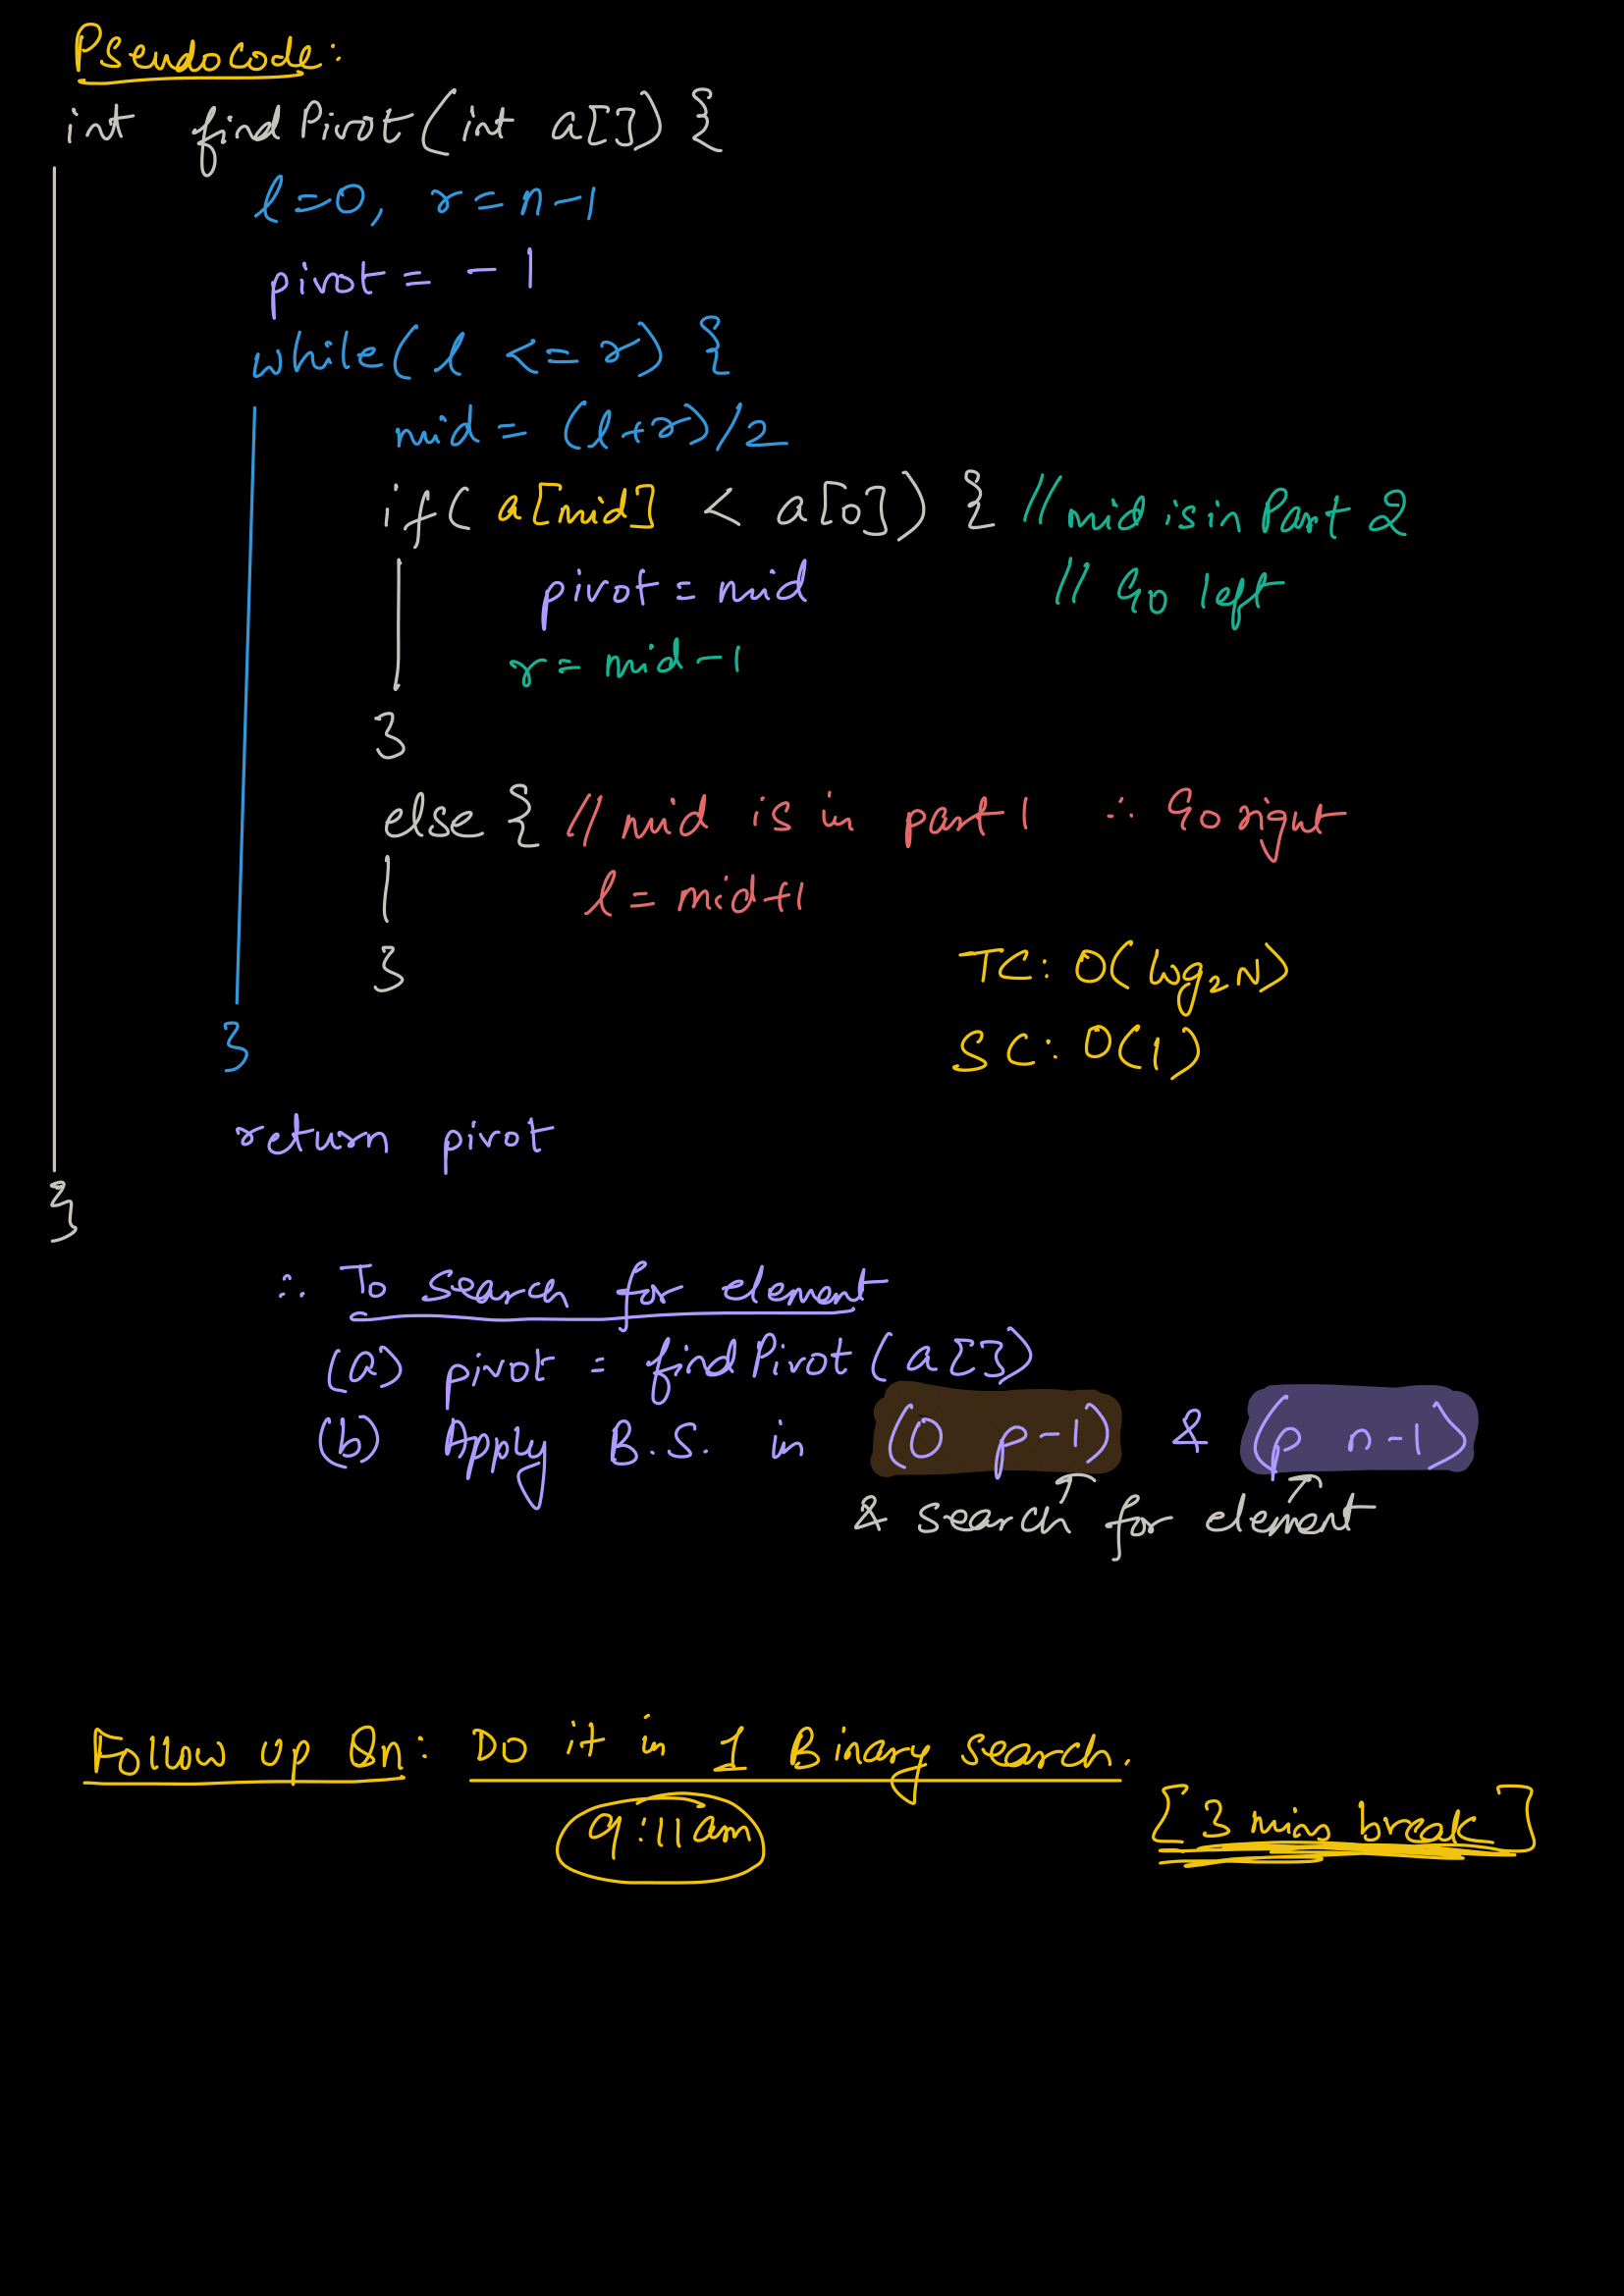 Pseudocode:
int findPivot(int a[]) {
l=0, r=n-1
pivot = -1
while( l <= r) {
mid = (l+r)/2
if( a[mid] < a[0]) { // mid is in Part 2
pivot = mid // Go left
r = mid-1
}
else { // mid is in part 1 ∴ Go right
l = mid+1
}
TC: O(log₂N)
}
SC: O(1)
return pivot
}
∴ To search for element
(a) pivot = findPivot(a[])
(b) Apply B.S. in (0 p-1) & (p n-1)
& search for element
Follow up Qn: Do it in 1 Binary search.
9:11am
[3 mins break]